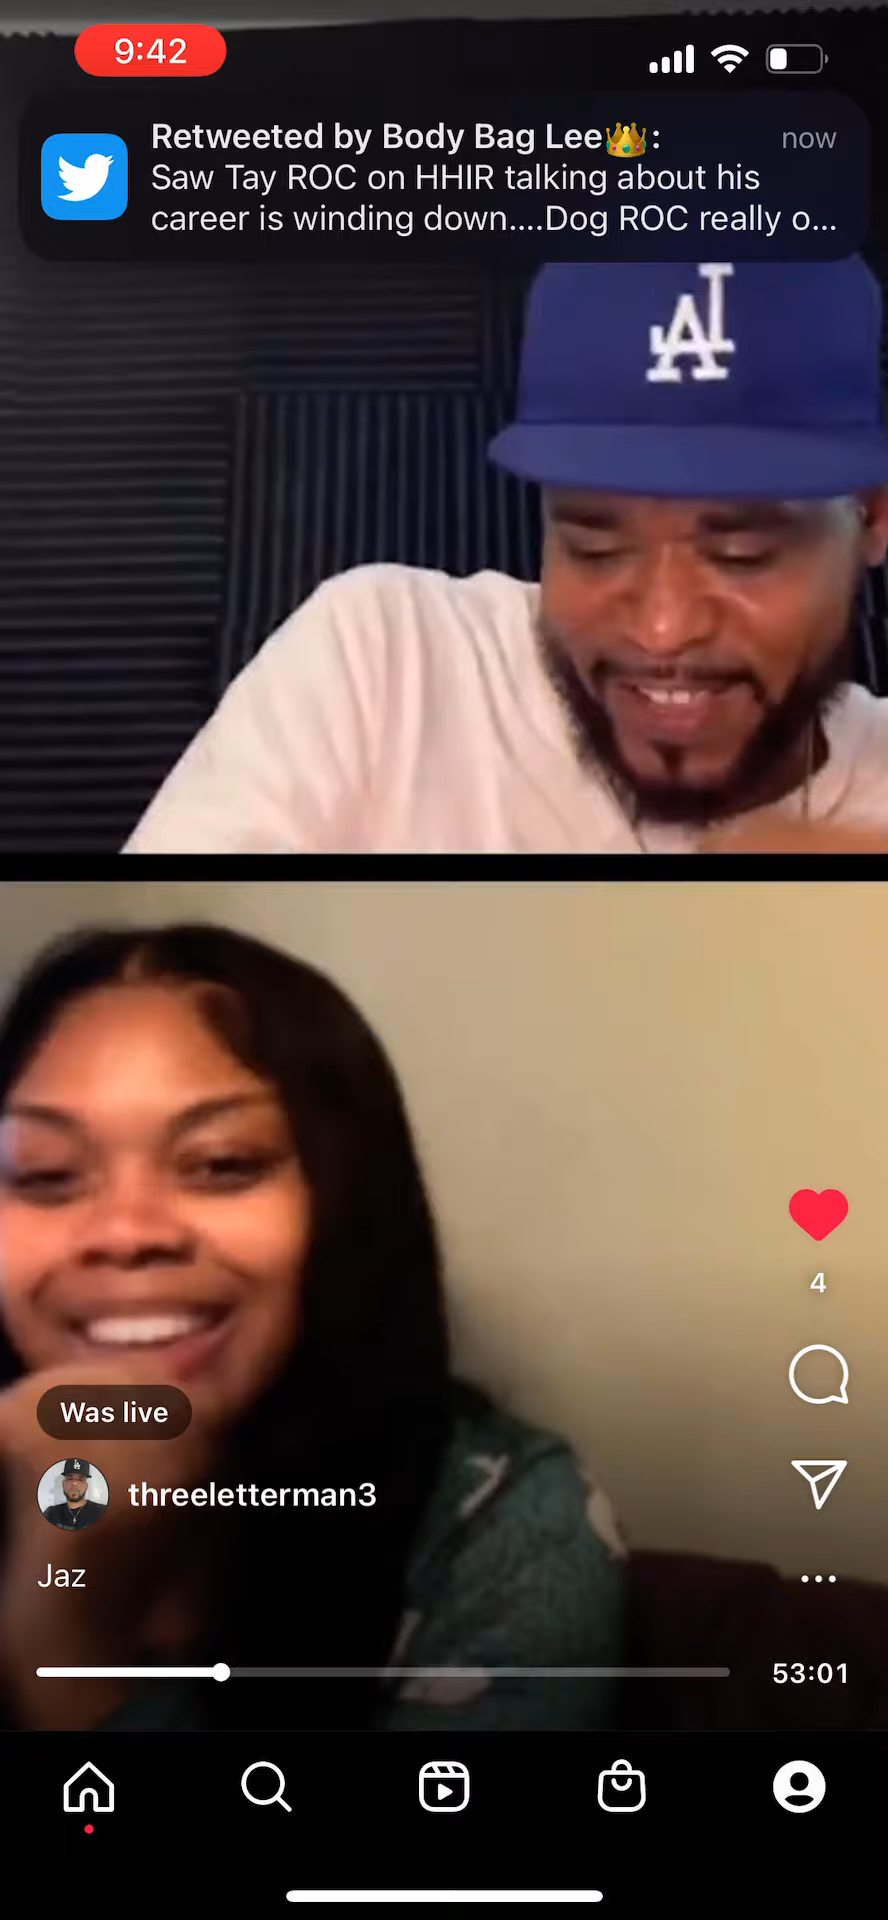 9:42
Retweeted by Body Bag Lee👑:
now
Saw Tay ROC on HHIR talking about his
career is winding down....Dog ROC really o...
LA
Was live
threeletterman3
Jaz
4
53:01